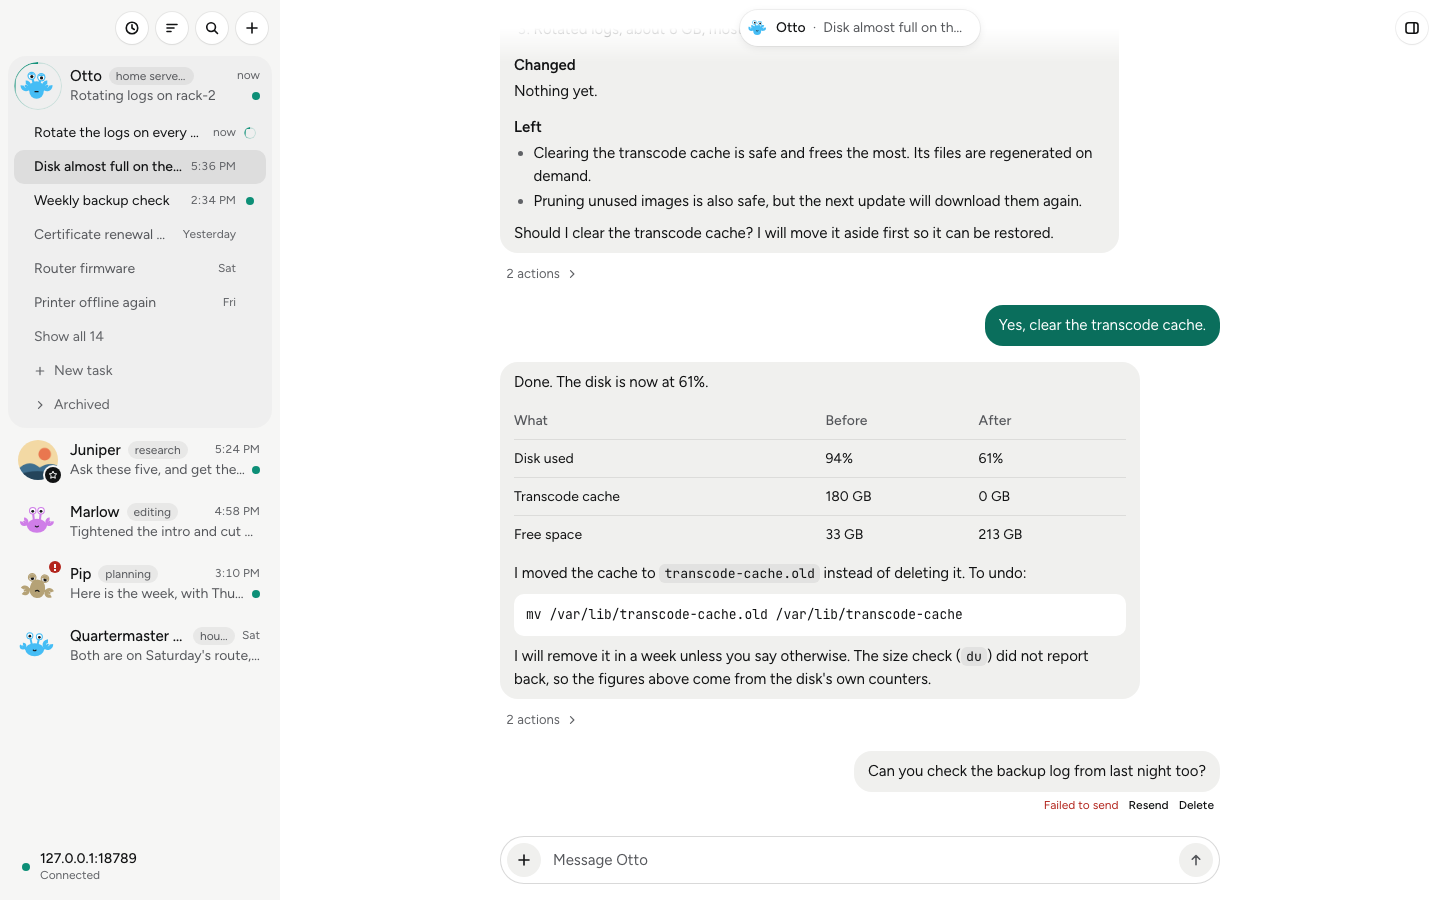 Otto home serve... now
Rotating logs on rack-2
Rotate the logs on every ... now
Disk almost full on the... 5:36 PM
Weekly backup check 2:34 PM
Certificate renewal ... Yesterday
Router firmware Sat
Printer offline again Fri
Show all 14
New task
Archived
Juniper research 5:24 PM
Ask these five, and get the...
Marlow editing 4:58 PM
Tightened the intro and cut ...
Pip planning 3:10 PM
Here is the week, with Thu...
Quartermaster ... hou... Sat
Both are on Saturday's route,...
127.0.0.1:18789
Connected
Otto · Disk almost full on th...
3. Rotated logs, about 6 GB,
Changed
Nothing yet.
Left
• Clearing the transcode cache is safe and frees the most. Its files are regenerated on
demand.
• Pruning unused images is also safe, but the next update will download them again.
Should I clear the transcode cache? I will move it aside first so it can be restored.
2 actions
Yes, clear the transcode cache.
Done. The disk is now at 61%.
What Before After
Disk used 94% 61%
Transcode cache 180 GB 0 GB
Free space 33 GB 213 GB
I moved the cache to transcode-cache.old instead of deleting it. To undo:
mv /var/lib/transcode-cache.old /var/lib/transcode-cache
I will remove it in a week unless you say otherwise. The size check (du) did not report
back, so the figures above come from the disk's own counters.
2 actions
Can you check the backup log from last night too?
Failed to send Resend Delete
Message Otto